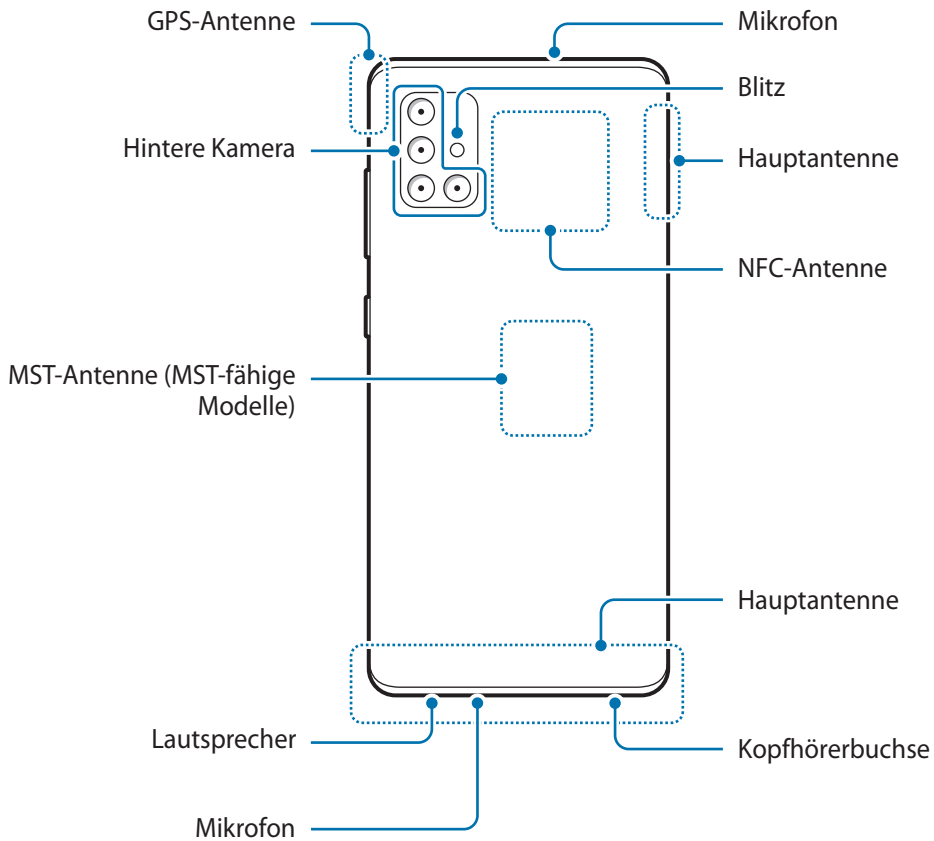 GPS-Antenne
Mikrofon
Blitz
Hintere Kamera
Hauptantenne
NFC-Antenne
MST-Antenne (MST-fähige
Modelle)
Hauptantenne
Lautsprecher
Kopfhörerbuchse
Mikrofon